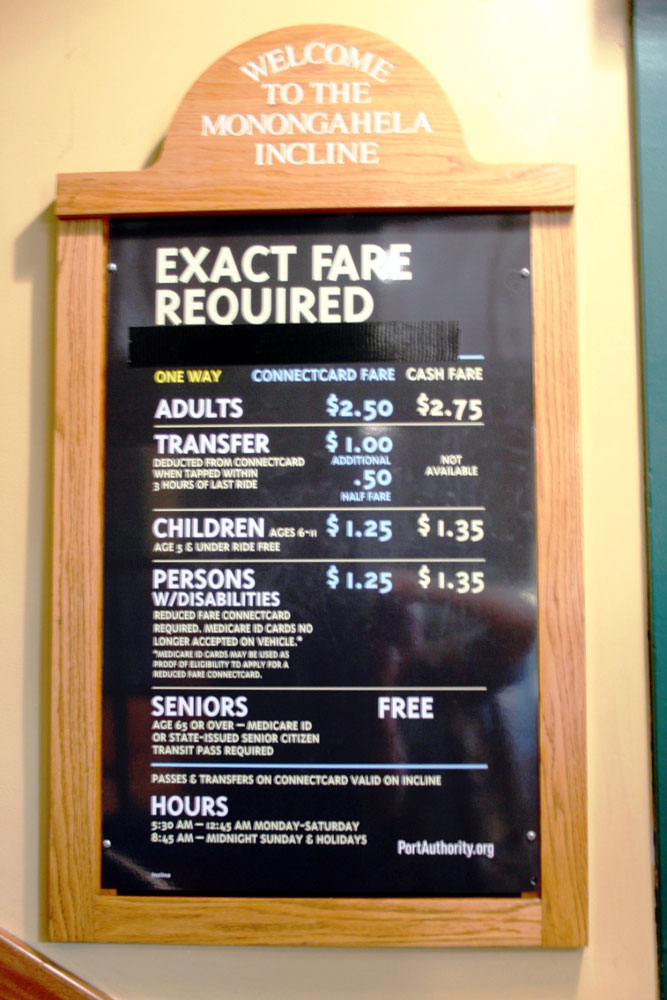 WELCOME
TO THE
MONONGAHELA
INCLINE
EXACT FARE
REQUIRED
ONE WAY CONNECTCARD FARE CASH FARE
ADULTS $2.50 $2.75
TRANSFER $1.00
DEDUCTED FROM CONNECTCARD ADDITIONAL NOT
WHEN TAPPED WITHIN .50 AVAILABLE
3 HOURS OF LAST RIDE HALF FARE
CHILDREN AGES 6-11 $1.25 $1.35
AGE 5 & UNDER RIDE FREE
PERSONS $1.25 $1.35
W/DISABILITIES
REDUCED FARE CONNECTCARD
REQUIRED. MEDICARE ID CARDS NO
LONGER ACCEPTED ON VEHICLE.*
*MEDICARE ID CARDS MAY BE USED AS
PROOF OF ELIGIBILITY TO APPLY FOR A
REDUCED FARE CONNECTCARD.
SENIORS FREE
AGE 65 OR OVER — MEDICARE ID
OR STATE-ISSUED SENIOR CITIZEN
TRANSIT PASS REQUIRED
PASSES & TRANSFERS ON CONNECTCARD VALID ON INCLINE
HOURS
5:30 AM — 12:45 AM MONDAY-SATURDAY
8:45 AM — MIDNIGHT SUNDAY & HOLIDAYS
PortAuthority.org